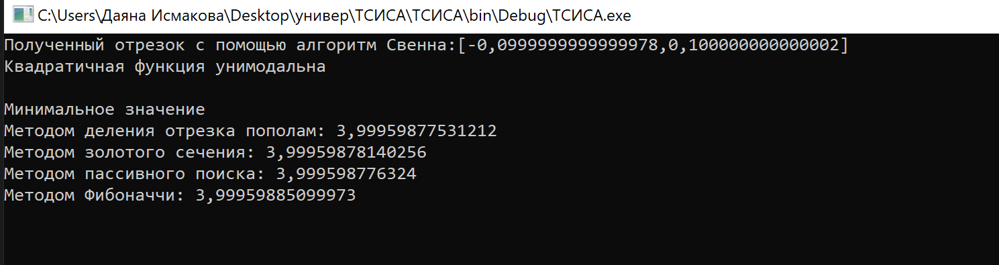 C:\Users\Даяна Исмакова\Desktop\универ\ТСИСА\ТСИСА\bin\Debug\ТСИСА.exe
Полученный отрезок с помощью алгоритм Свенна:[-0,0999999999999978,0,100000000000002]
Квадратичная функция унимодальна
Минимальное значение
Методом деления отрезка пополам: 3,99959877531212
Методом золотого сечения: 3,99959878140256
Методом пассивного поиска: 3,999598776324
Методом Фибоначчи: 3,99959885099973